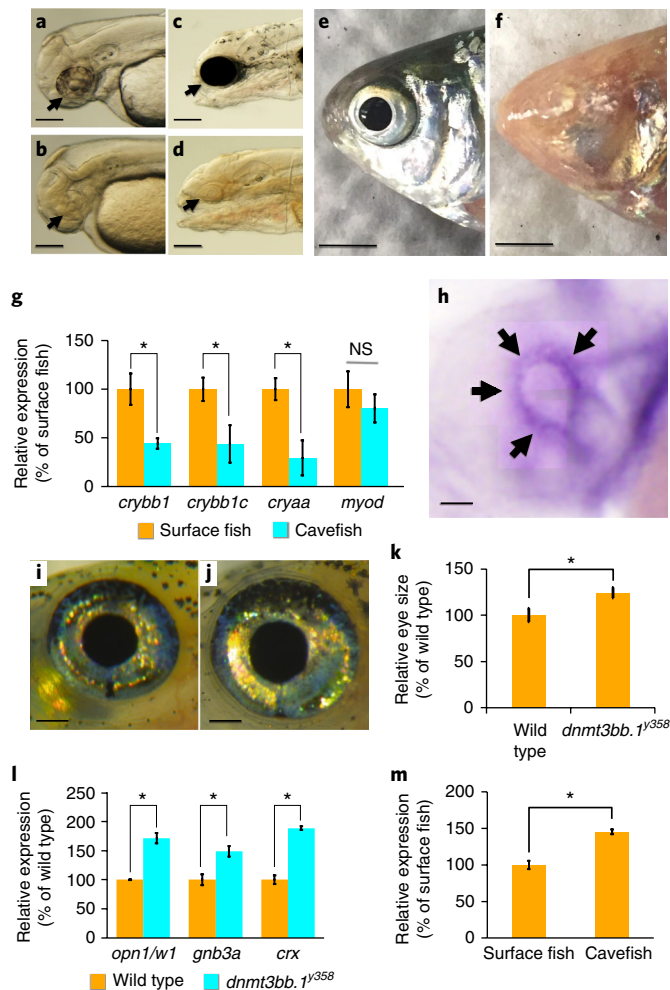 a
c
e
f
b
d
g
h
Relative expression
(% of surface fish)
150
100
50
0
*
*
*
NS
crybb1
crybb1c
cryaa
myod
Surface fish
Cavefish
i
j
k
Relative eye size
(% of wild type)
150
100
50
0
*
Wild
type
dnmt3bb.1y358
l
Relative expression
(% of wild type)
250
200
150
100
50
0
*
*
*
opn1/w1
gnb3a
crx
Wild type
dnmt3bb.1y358
m
Relative expression
(% of surface fish)
200
150
100
50
0
*
Surface fish
Cavefish